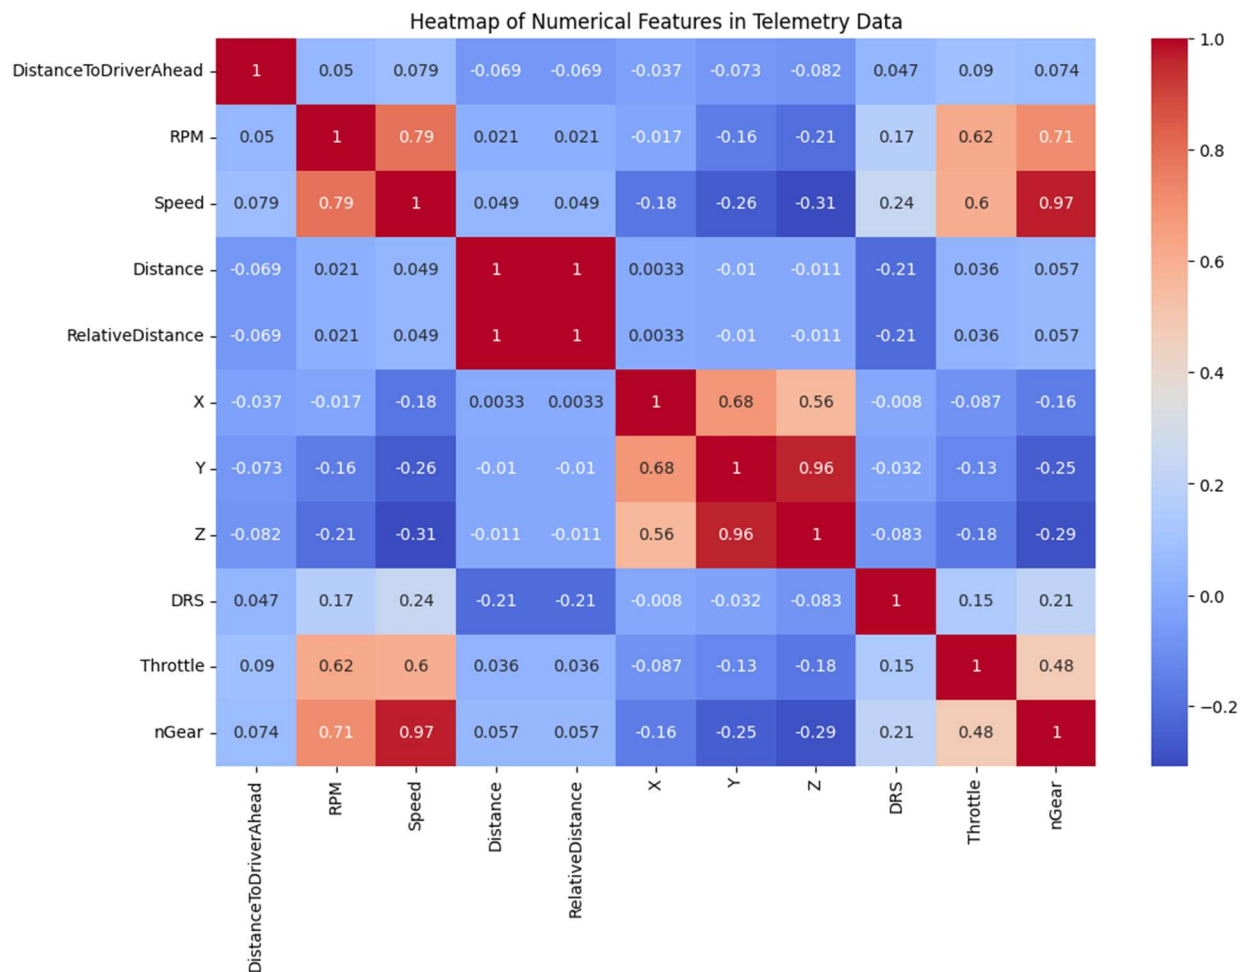 Heatmap of Numerical Features in Telemetry Data
DistanceToDriverAhead 1 0.05 0.079 -0.069 -0.069 -0.037 -0.073 -0.082 0.047 0.09 0.074
RPM 0.05 1 0.79 0.021 0.021 -0.017 -0.16 -0.21 0.17 0.62 0.71
Speed 0.079 0.79 1 0.049 0.049 -0.18 -0.26 -0.31 0.24 0.6 0.97
Distance -0.069 0.021 0.049 1 1 0.0033 -0.01 -0.011 -0.21 0.036 0.057
RelativeDistance -0.069 0.021 0.049 1 1 0.0033 -0.01 -0.011 -0.21 0.036 0.057
X -0.037 -0.017 -0.18 0.0033 0.0033 1 0.68 0.56 -0.008 -0.087 -0.16
Y -0.073 -0.16 -0.26 -0.01 -0.01 0.68 1 0.96 -0.032 -0.13 -0.25
Z -0.082 -0.21 -0.31 -0.011 -0.011 0.56 0.96 1 -0.083 -0.18 -0.29
DRS 0.047 0.17 0.24 -0.21 -0.21 -0.008 -0.032 -0.083 1 0.15 0.21
Throttle 0.09 0.62 0.6 0.036 0.036 -0.087 -0.13 -0.18 0.15 1 0.48
nGear 0.074 0.71 0.97 0.057 0.057 -0.16 -0.25 -0.29 0.21 0.48 1
DistanceToDriverAhead RPM Speed Distance RelativeDistance X Y Z DRS Throttle nGear
1.0
0.8
0.6
0.4
0.2
0.0
-0.2